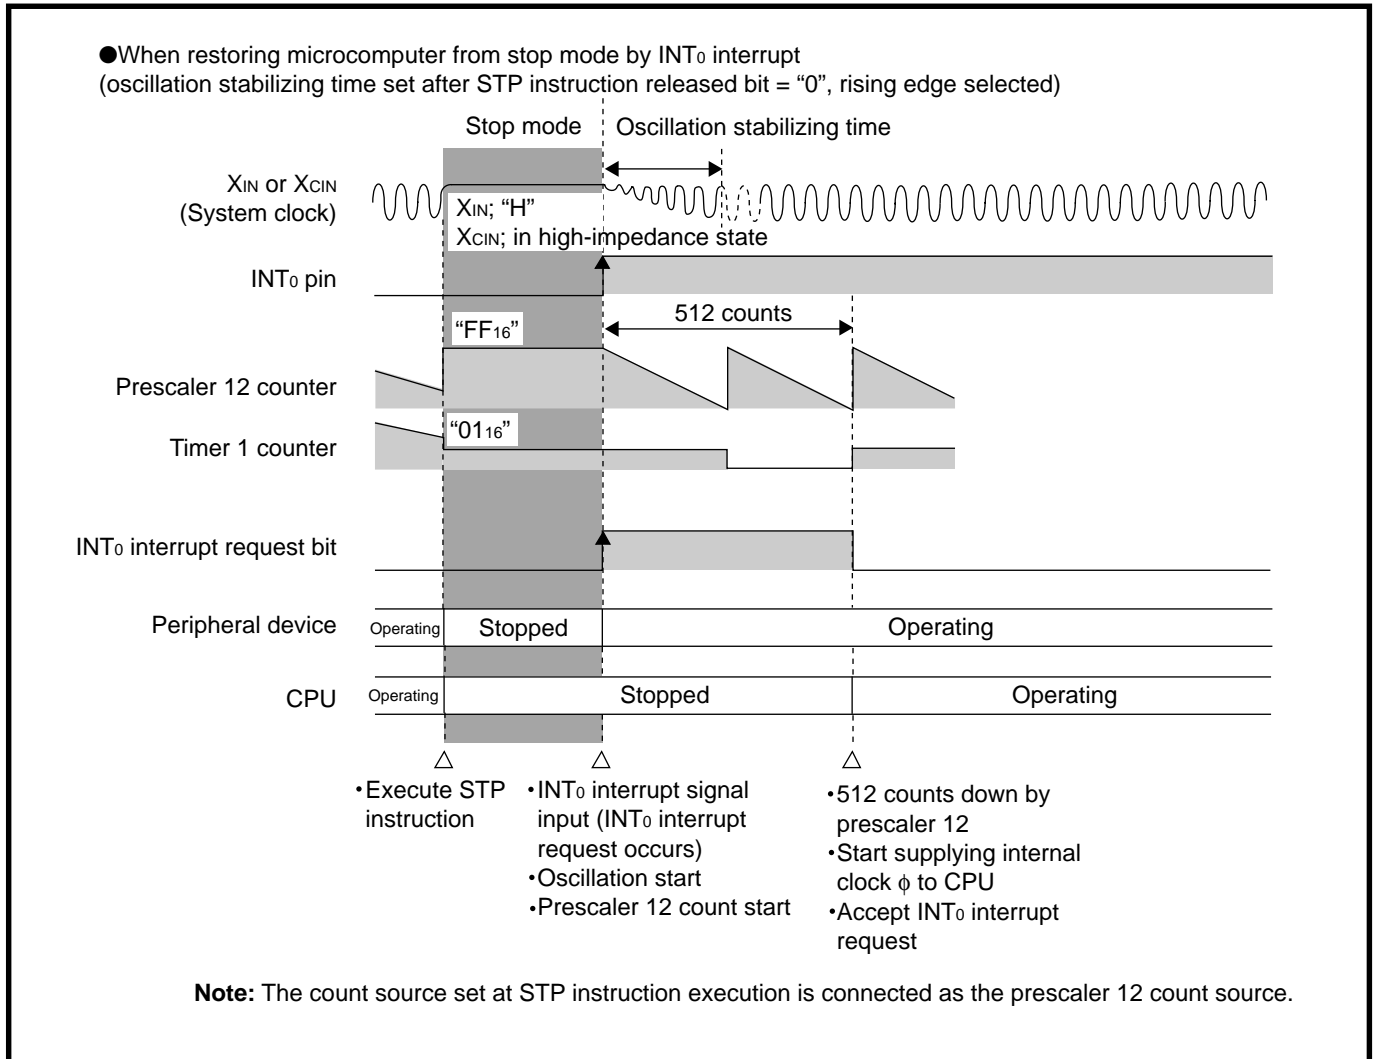 ●When restoring microcomputer from stop mode by INT0 interrupt
(oscillation stabilizing time set after STP instruction released bit = “0”, rising edge selected)
Stop mode
Oscillation stabilizing time
XIN or XCIN
(System clock)
XIN; “H”
XCIN; in high-impedance state
INT0 pin
512 counts
“FF16”
Prescaler 12 counter
“0116”
Timer 1 counter
INT0 interrupt request bit
Peripheral device
Operating
Stopped
Operating
CPU
Operating
Stopped
Operating
•Execute STP
instruction
•INT0 interrupt signal
input (INT0 interrupt
request occurs)
•Oscillation start
•Prescaler 12 count start
•512 counts down by
prescaler 12
•Start supplying internal
clock ϕ to CPU
•Accept INT0 interrupt
request
Note: The count source set at STP instruction execution is connected as the prescaler 12 count source.